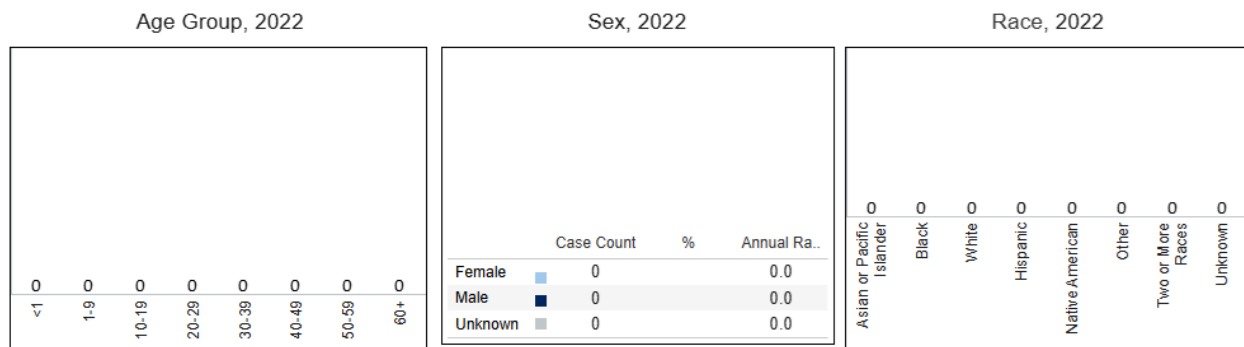 Age Group, 2022
0 0 0 0 0 0 0 0
<1 1-9 10-19 20-29 30-39 40-49 50-59 60+
Sex, 2022
Case Count % Annual Ra..
Female 0 0.0
Male 0 0.0
Unknown 0 0.0
Race, 2022
0 0 0 0 0 0 0 0
Asian or Pacific
Islander
Black
White
Hispanic
Native American
Other
Two or More
Races
Unknown